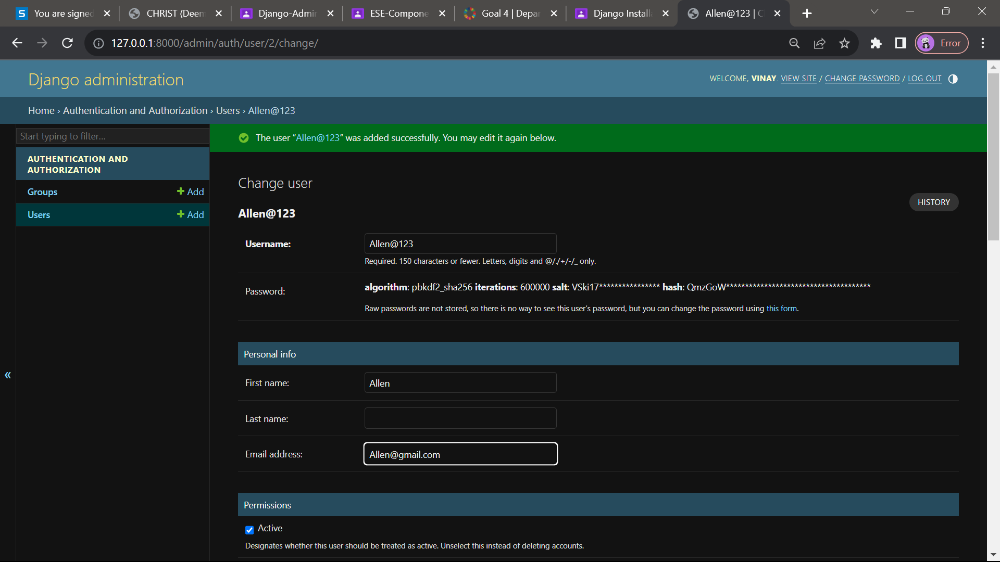 You are signed
CHRIST (Deem
Django-Admin
ESE-Compone
Goal 4 | Depar
Django Install
Allen@123 | C
127.0.0.1:8000/admin/auth/user/2/change/
Error
Django administration
WELCOME, VINAY. VIEW SITE / CHANGE PASSWORD / LOG OUT
Home › Authentication and Authorization › Users › Allen@123
Start typing to filter...
The user “Allen@123” was added successfully. You may edit it again below.
AUTHENTICATION AND
AUTHORIZATION
Groups
Add
Users
Add
Change user
HISTORY
Allen@123
Username:
Allen@123
Required. 150 characters or fewer. Letters, digits and @/./+/-/_ only.
Password:
algorithm: pbkdf2_sha256 iterations: 600000 salt: VSki17**************** hash: QmzGoW**************************************
Raw passwords are not stored, so there is no way to see this user’s password, but you can change the password using this form.
Personal info
First name:
Allen
Last name:
Email address:
Allen@gmail.com
Permissions
Active
Designates whether this user should be treated as active. Unselect this instead of deleting accounts.